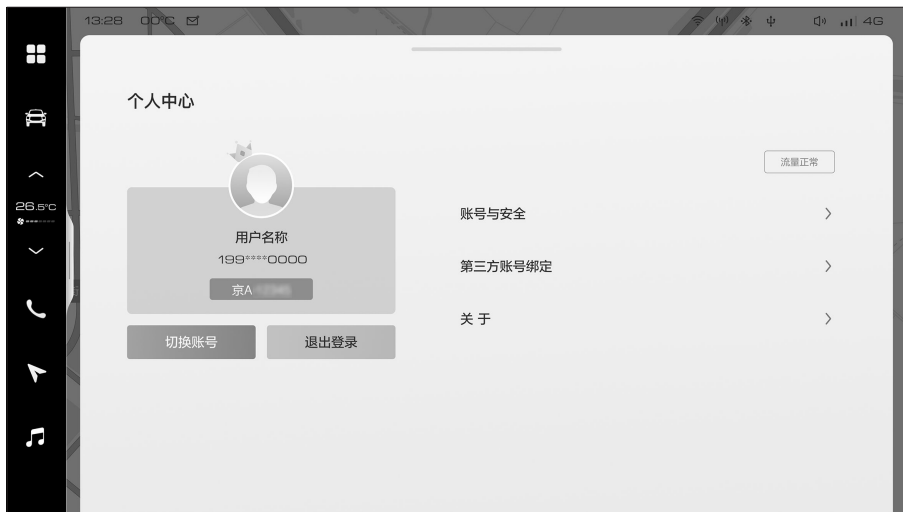 13:28 00°C 4G
个人中心
流量正常
26.5°C
账号与安全
用户名称
199****0000
第三方账号绑定
京A
关 于
切换账号 退出登录